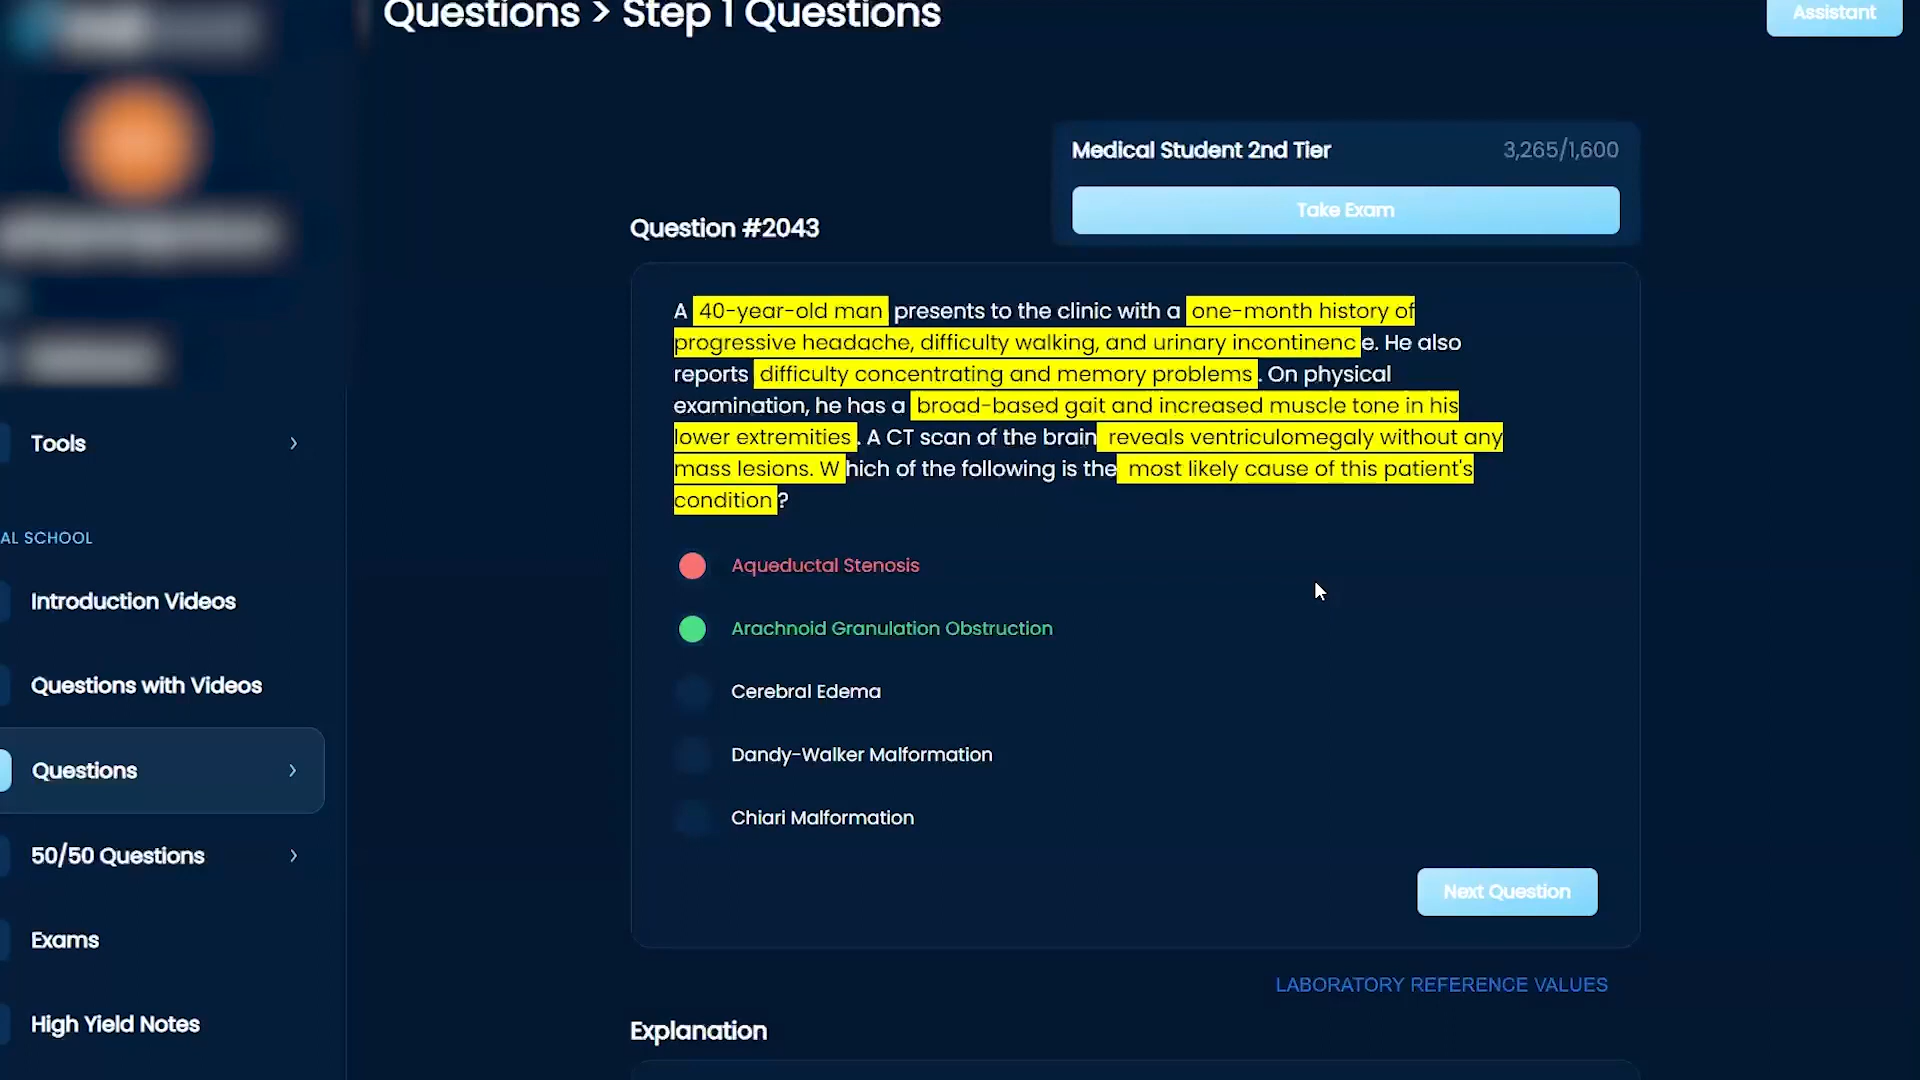 Questions > Step 1 Questions
Assistant
Medical Student 2nd Tier 3,265/1,600
Take Exam
Question #2043
A 40-year-old man presents to the clinic with a one-month history of
progressive headache, difficulty walking, and urinary incontinence. He also
reports difficulty concentrating and memory problems. On physical
examination, he has a broad-based gait and increased muscle tone in his
lower extremities. A CT scan of the brain reveals ventriculomegaly without any
mass lesions. Which of the following is the most likely cause of this patient's
condition?
Aqueductal Stenosis
Arachnoid Granulation Obstruction
Cerebral Edema
Dandy-Walker Malformation
Chiari Malformation
Next Question
LABORATORY REFERENCE VALUES
Explanation
Tools
AL SCHOOL
Introduction Videos
Questions with Videos
Questions
50/50 Questions
Exams
High Yield Notes